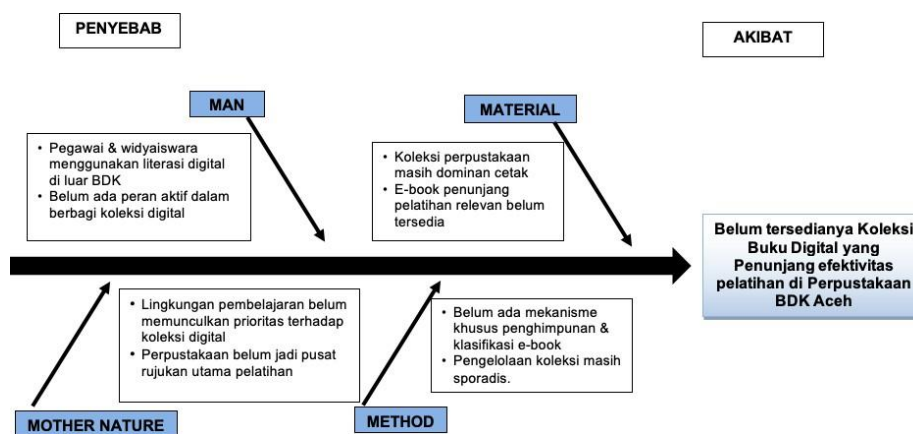 PENYEBAB
AKIBAT
MAN
MATERIAL
• Pegawai & widyaiswara
menggunakan literasi digital
di luar BDK
• Belum ada peran aktif dalam
berbagi koleksi digital
• Koleksi perpustakaan
masih dominan cetak
• E-book penunjang
pelatihan relevan belum
tersedia
Belum tersedianya Koleksi
Buku Digital yang
Penunjang efektivitas
pelatihan di Perpustakaan
BDK Aceh
• Lingkungan pembelajaran belum
memunculkan prioritas terhadap
koleksi digital
• Perpustakaan belum jadi pusat
rujukan utama pelatihan
• Belum ada mekanisme
khusus penghimpunan &
klasifikasi e-book
• Pengelolaan koleksi masih
sporadis.
MOTHER NATURE
METHOD